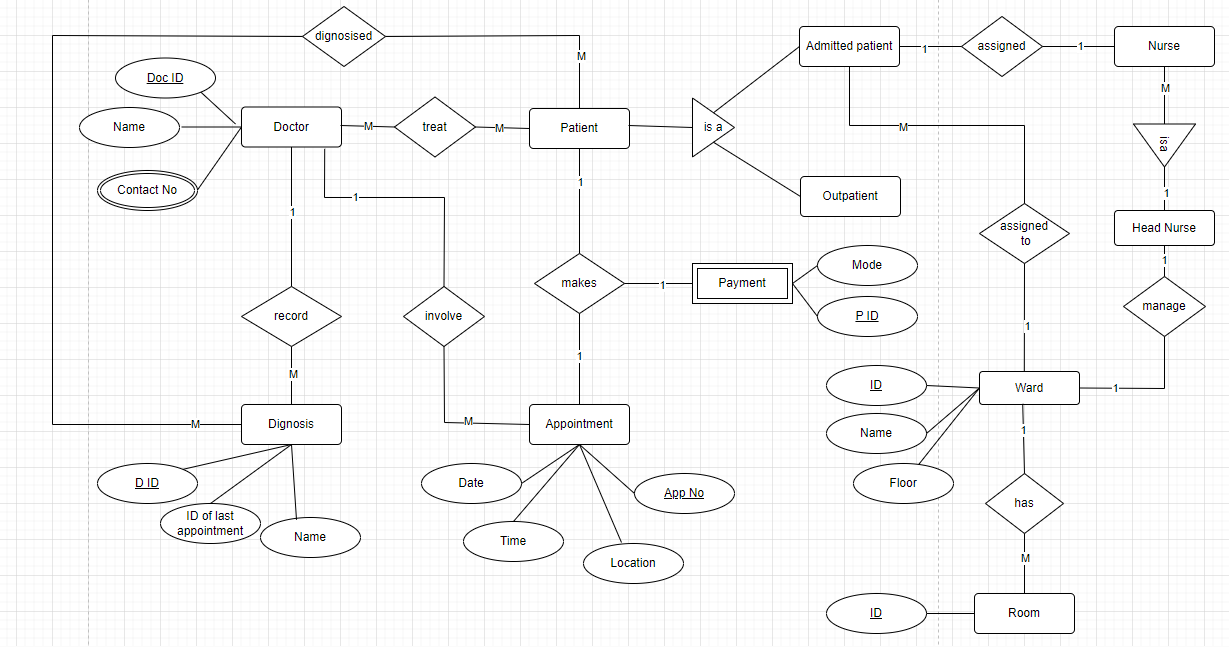 dignosised
M
Admitted patient
1
assigned
1
Nurse
Doc ID
Name
Contact No
Doctor
M
treat
M
Patient
is a
M
M
isa
1
1
1
Outpatient
1
Head Nurse
assigned
to
1
Mode
makes
1
Payment
P ID
record
involve
manage
1
1
M
ID
Ward
1
M
Dignosis
M
Appointment
Name
1
D ID
Date
App No
Floor
ID of last
appointment
Name
Time
Location
has
M
ID
Room